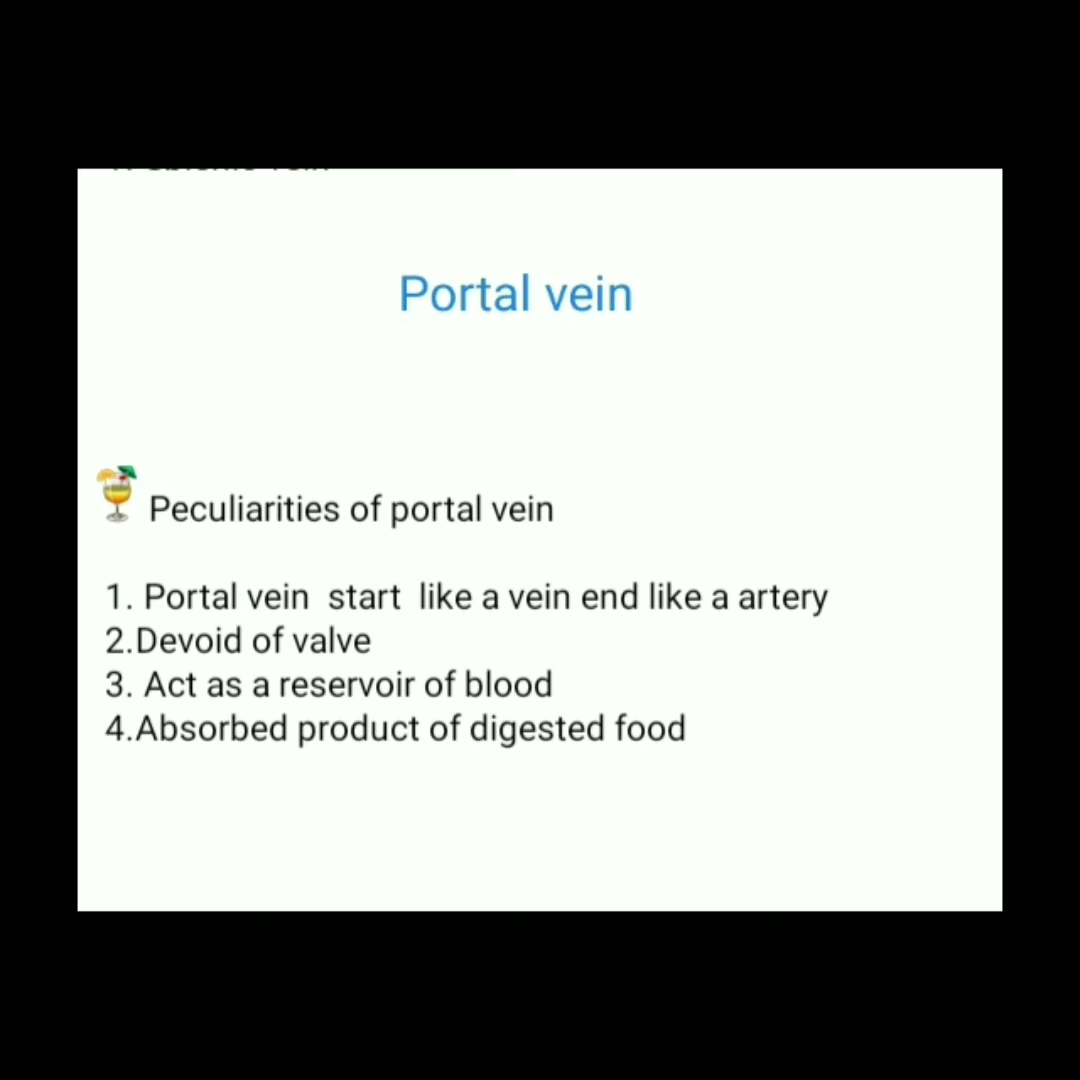 Portal vein
Peculiarities of portal vein
1. Portal vein  start  like a vein end like a artery
2.Devoid of valve
3. Act as a reservoir of blood
4.Absorbed product of digested food